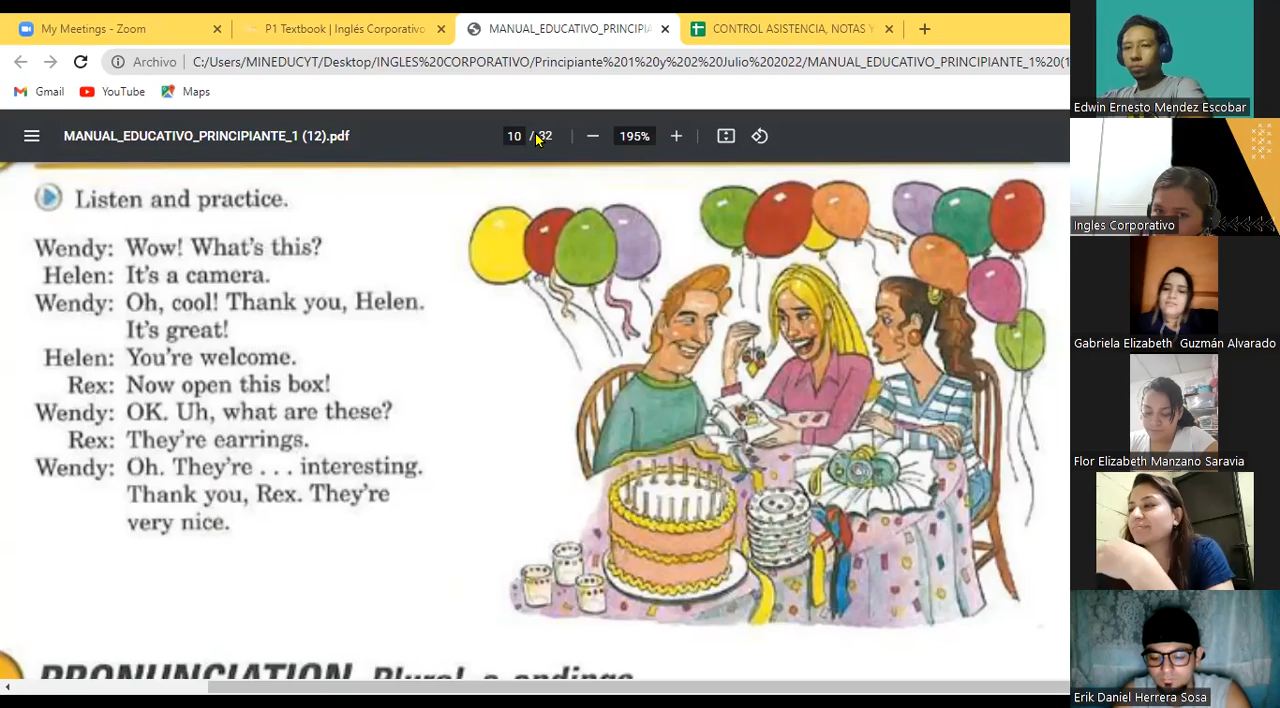 My Meetings - Zoom
P1 Textbook | Inglés Corporativo
MANUAL_EDUCATIVO_PRINCIPIA
CONTROL ASISTENCIA, NOTAS Y
Archivo
C:/Users/MINEDUCYT/Desktop/INGLES%20CORPORATIVO/Principiante%201%20y%202%20Julio%202022/MANUAL_EDUCATIVO_PRINCIPIANTE_1%20(1
Gmail
YouTube
Maps
MANUAL_EDUCATIVO_PRINCIPIANTE_1 (12).pdf
10 / 32
195%
Listen and practice.
Wendy: Wow! What's this?
Helen: It's a camera.
Wendy: Oh, cool! Thank you, Helen.
It's great!
Helen: You're welcome.
Rex: Now open this box!
Wendy: OK. Uh, what are these?
Rex: They're earrings.
Wendy: Oh. They're . . . interesting.
Thank you, Rex. They're
very nice.
PRONUNCIATION Plural -s endings
Edwin Ernesto Mendez Escobar
Ingles Corporativo
Gabriela Elizabeth Guzmán Alvarado
Flor Elizabeth Manzano Saravia
Erik Daniel Herrera Sosa